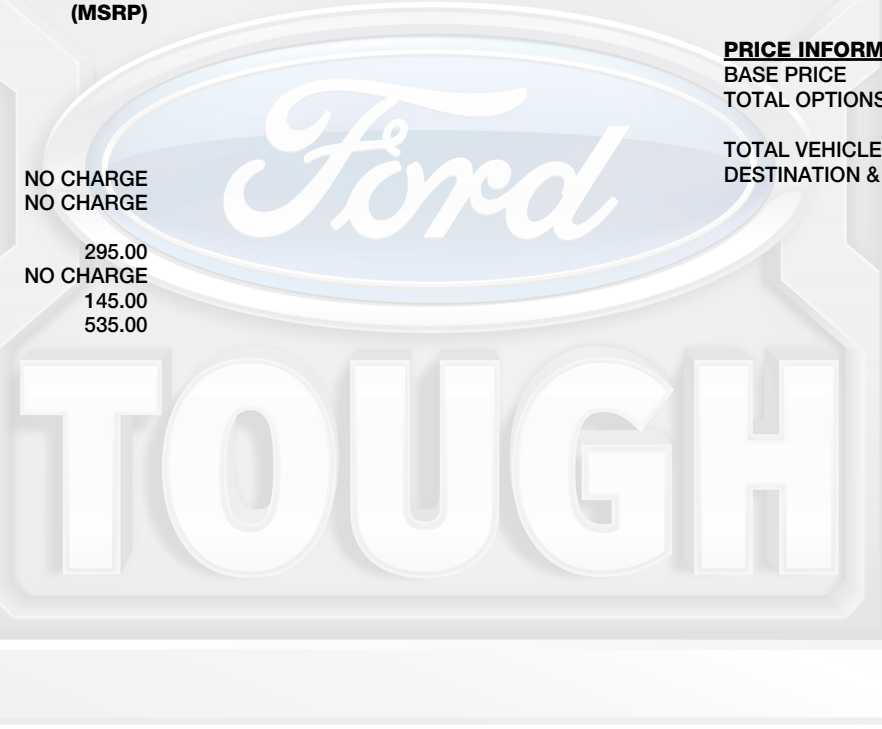 (MSRP)
NO CHARGE
NO CHARGE
295.00
NO CHARGE
145.00
535.00
PRICE INFORM
BASE PRICE
TOTAL OPTIONS
TOTAL VEHICLE
DESTINATION &
Ford
TOUGH